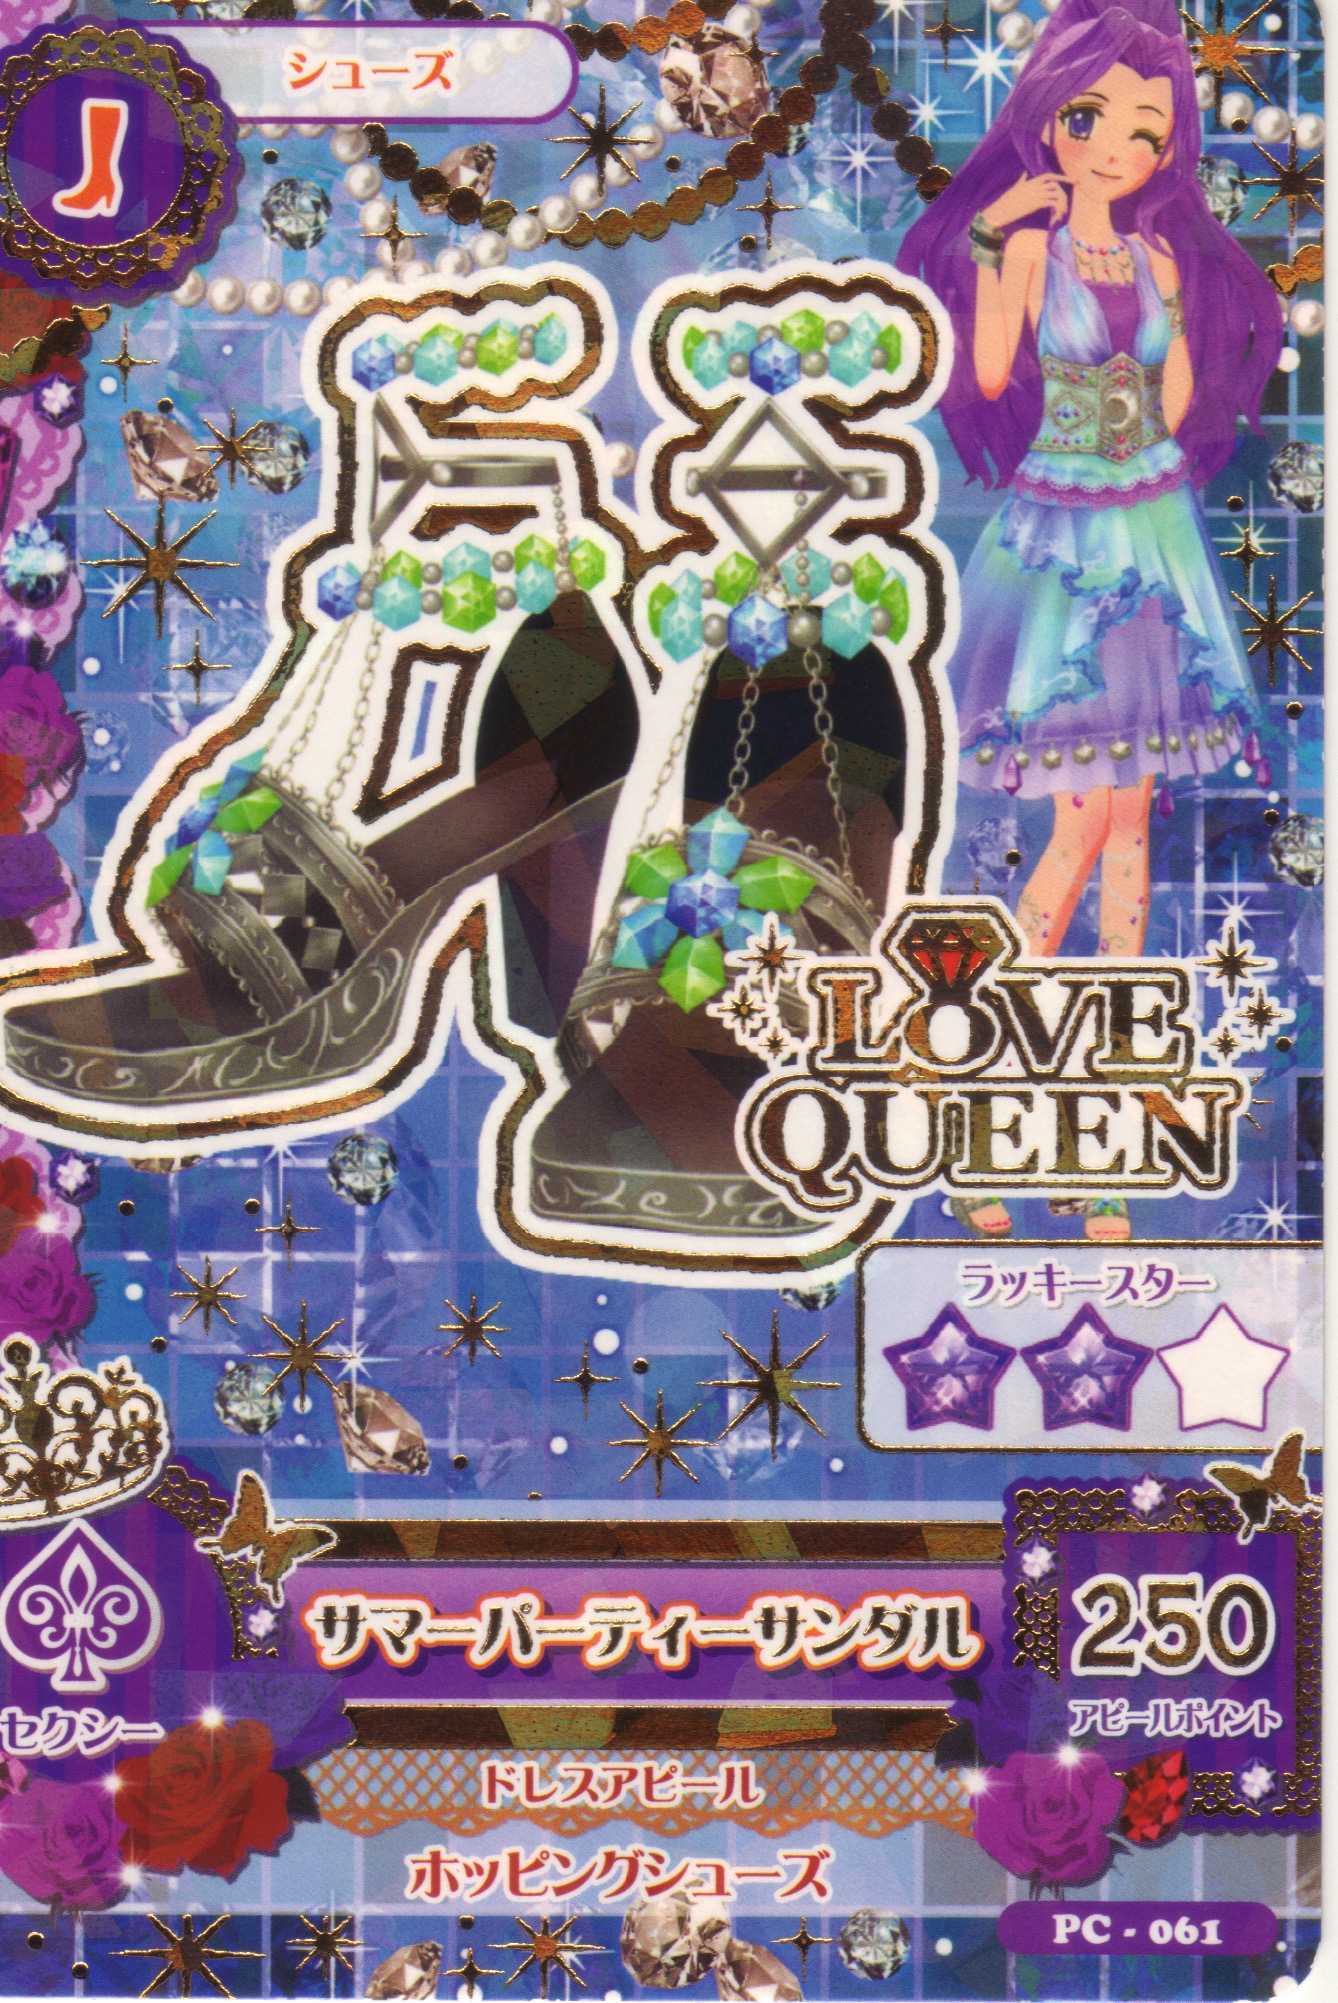 シューズ
LOVE
QUEEN
ラッキースター
サマーパーティーサンダル
250
アピールポイント
セクシー
ドレスアピール
ホッピングシューズ
PC - 061